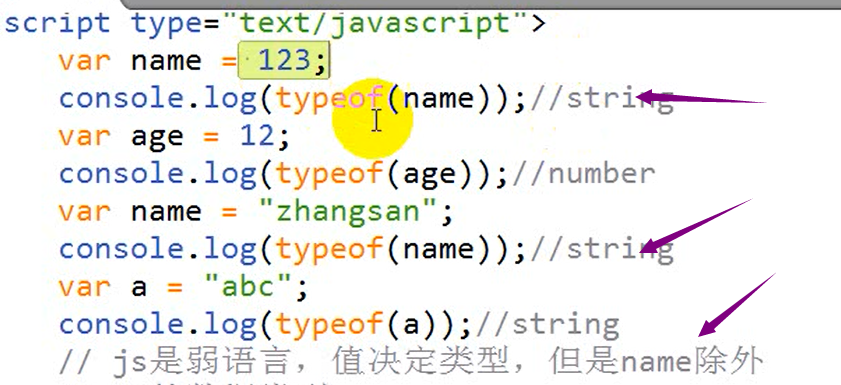 script type="text/javascript">
var name = 123;
console.log(typeof(name));//string
var age = 12;
console.log(typeof(age));//number
var name = "zhangsan";
console.log(typeof(name));//string
var a = "abc";
console.log(typeof(a));//string
// js是弱语言，值决定类型，但是name除外